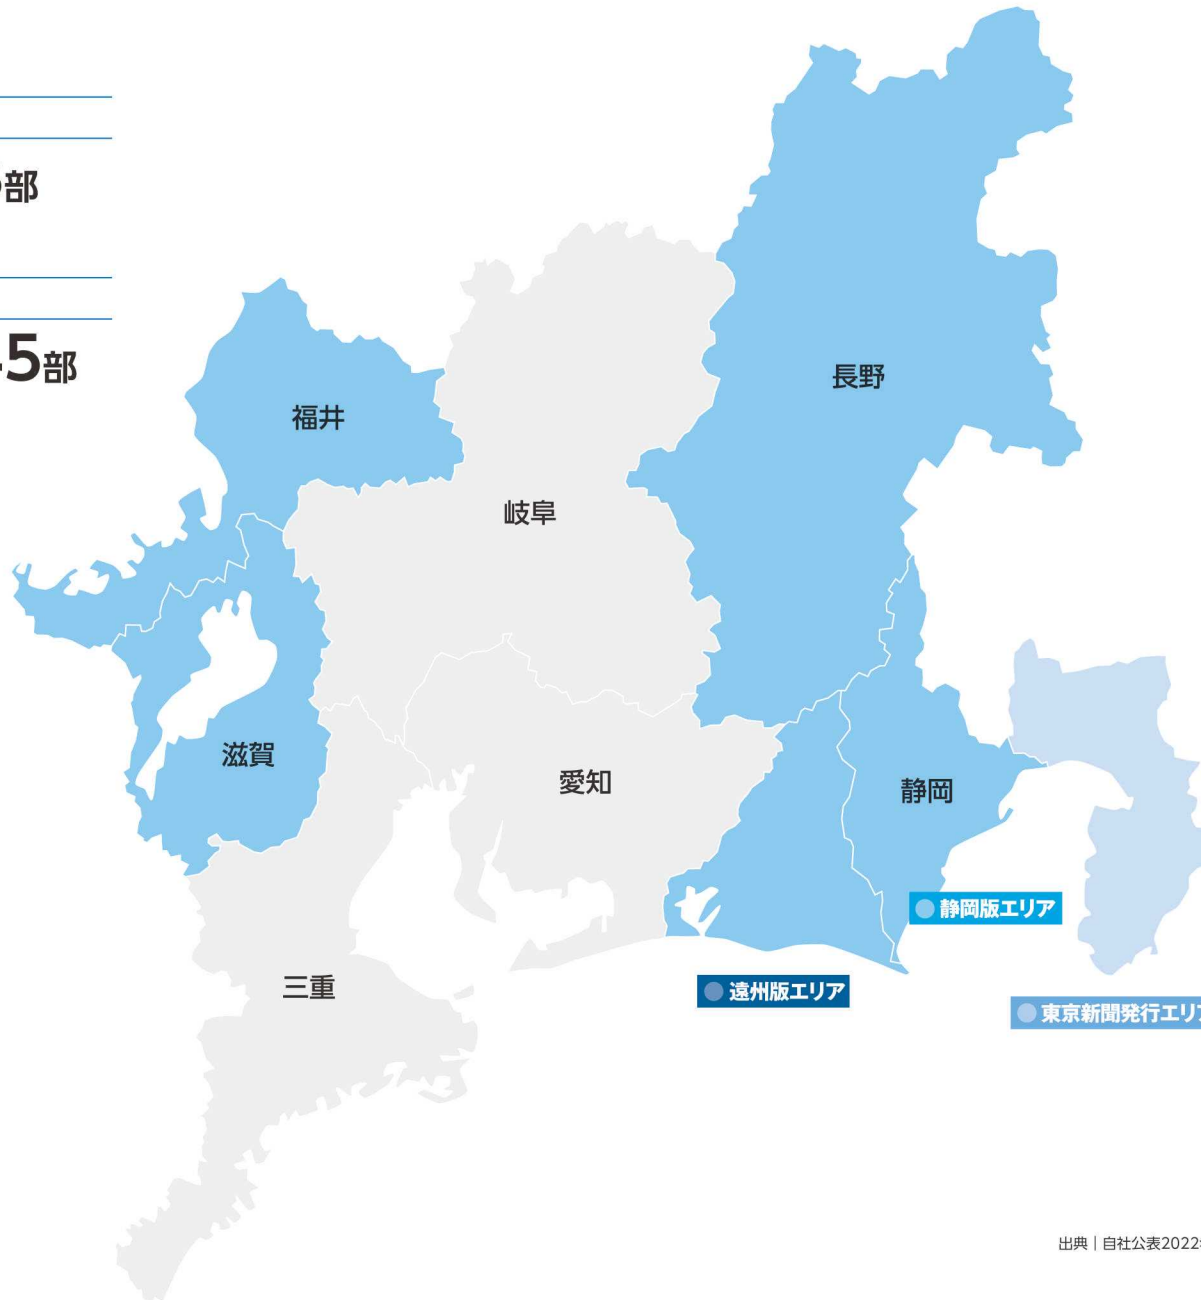 部
5部
長野
福井
岐阜
滋賀
愛知
静岡
静岡版エリア
三重
遠州版エリア
東京新聞発行エリア
出典｜自社公表2022